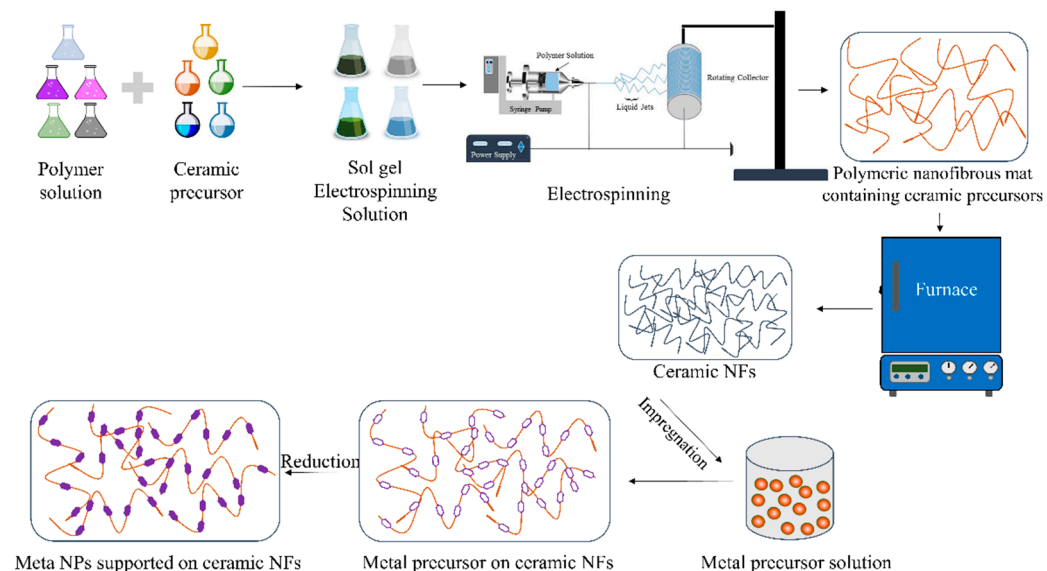 Polymer
solution
Ceramic
precursor
Sol gel
Electrospinning
Solution
Polymer Solution
Syringe Pump
Liquid Jets
Rotating Collector
Power Supply
Electrospinning
Polymeric nanofibrous mat
containing ceramic precursors
Furnace
Ceramic NFs
Impregnation
Metal precursor solution
Metal precursor on ceramic NFs
Reduction
Meta NPs supported on ceramic NFs